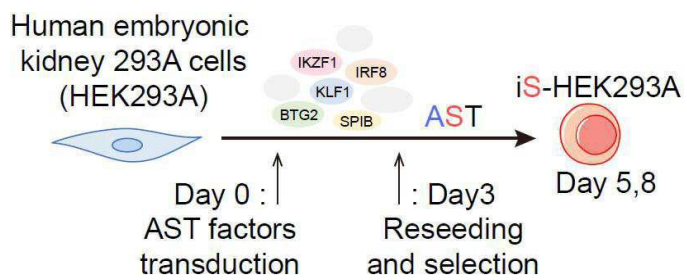 Human embryonic
kidney 293A cells
(HEK293A)
IKZF1
IRF8
KLF1
BTG2
SPIB
AST
iS-HEK293A
Day 5,8
Day 0 :
AST factors
transduction
: Day3
Reseeding
and selection